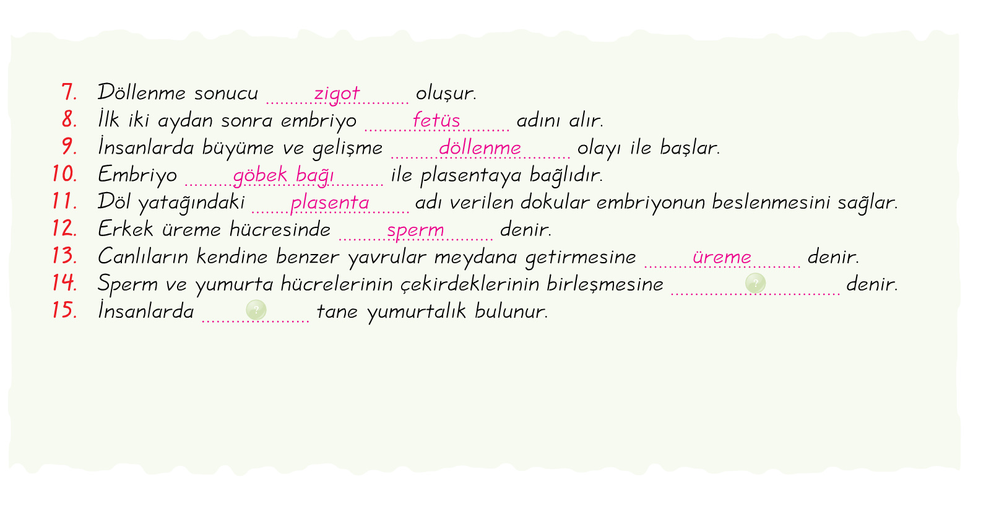 7. Döllenme sonucu zigot oluşur.
8. İlk iki aydan sonra embriyo fetüs adını alır.
9. İnsanlarda büyüme ve gelişme döllenme olayı ile başlar.
10. Embriyo göbek bağı ile plasentaya bağlıdır.
11. Döl yatağındaki plasenta adı verilen dokular embriyonun beslenmesini sağlar.
12. Erkek üreme hücresinde sperm denir.
13. Canlıların kendine benzer yavrular meydana getirmesine üreme denir.
14. Sperm ve yumurta hücrelerinin çekirdeklerinin birleşmesine ? denir.
15. İnsanlarda ? tane yumurtalık bulunur.